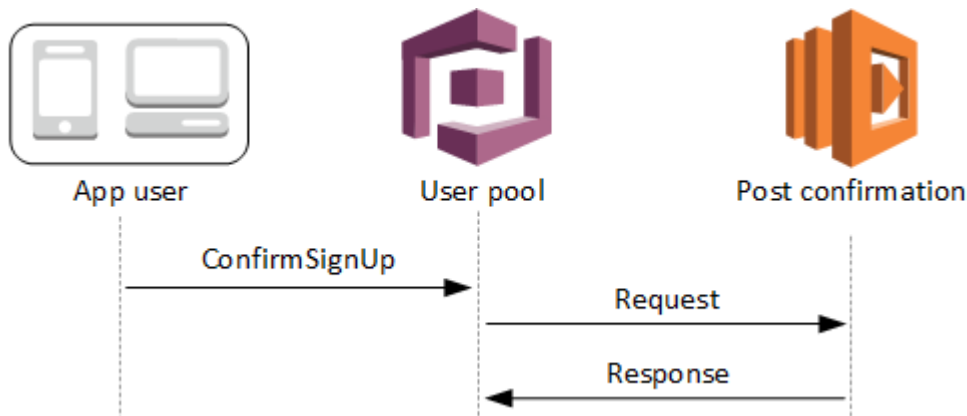 App user
User pool
Post confirmation
ConfirmSignUp
Request
Response